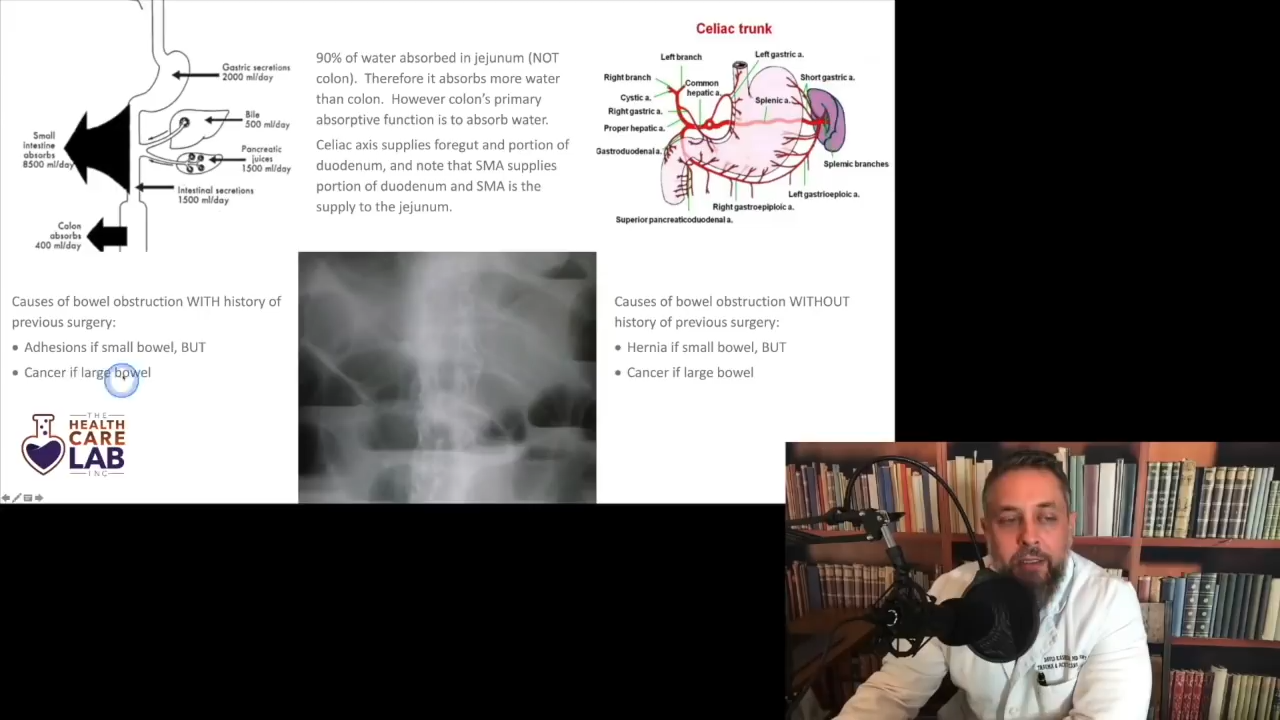 Gastric secretions
2000 ml/day
Bile
500 ml/day
Small
intestine
absorbs
8500 ml/day
Pancreatic
juices
1500 ml/day
Intestinal secretions
1500 ml/day
Colon
absorbs
400 ml/day
90% of water absorbed in jejunum (NOT
colon). Therefore it absorbs more water
than colon. However colon's primary
absorptive function is to absorb water.
Celiac axis supplies foregut and portion of
duodenum, and note that SMA supplies
portion of duodenum and SMA is the
supply to the jejunum.
Celiac trunk
Left branch
Left gastric a.
Right branch
Common
hepatic a.
Short gastric a.
Cystic a.
Splenic a.
Right gastric a.
Proper hepatic a.
Gastroduodenal a.
Splemic branches
Left gastrioeploic a.
Right gastroepiploic a.
Superior pancreaticoduodenal a.
Causes of bowel obstruction WITH history of
previous surgery:
• Adhesions if small bowel, BUT
• Cancer if large bowel
Causes of bowel obstruction WITHOUT
history of previous surgery:
• Hernia if small bowel, BUT
• Cancer if large bowel
THE
HEALTH
CARE
LAB
INC